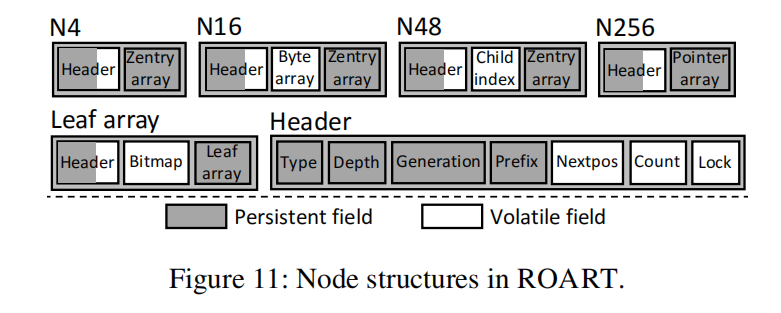 N4 N16 N48 N256
Header Zentry array Header Byte array Zentry array Header Child index Zentry array Header Pointer array
Leaf array Header
Header Bitmap Leaf array Type Depth Generation Prefix Nextpos Count Lock
Persistent field Volatile field
Figure 11: Node structures in ROART.